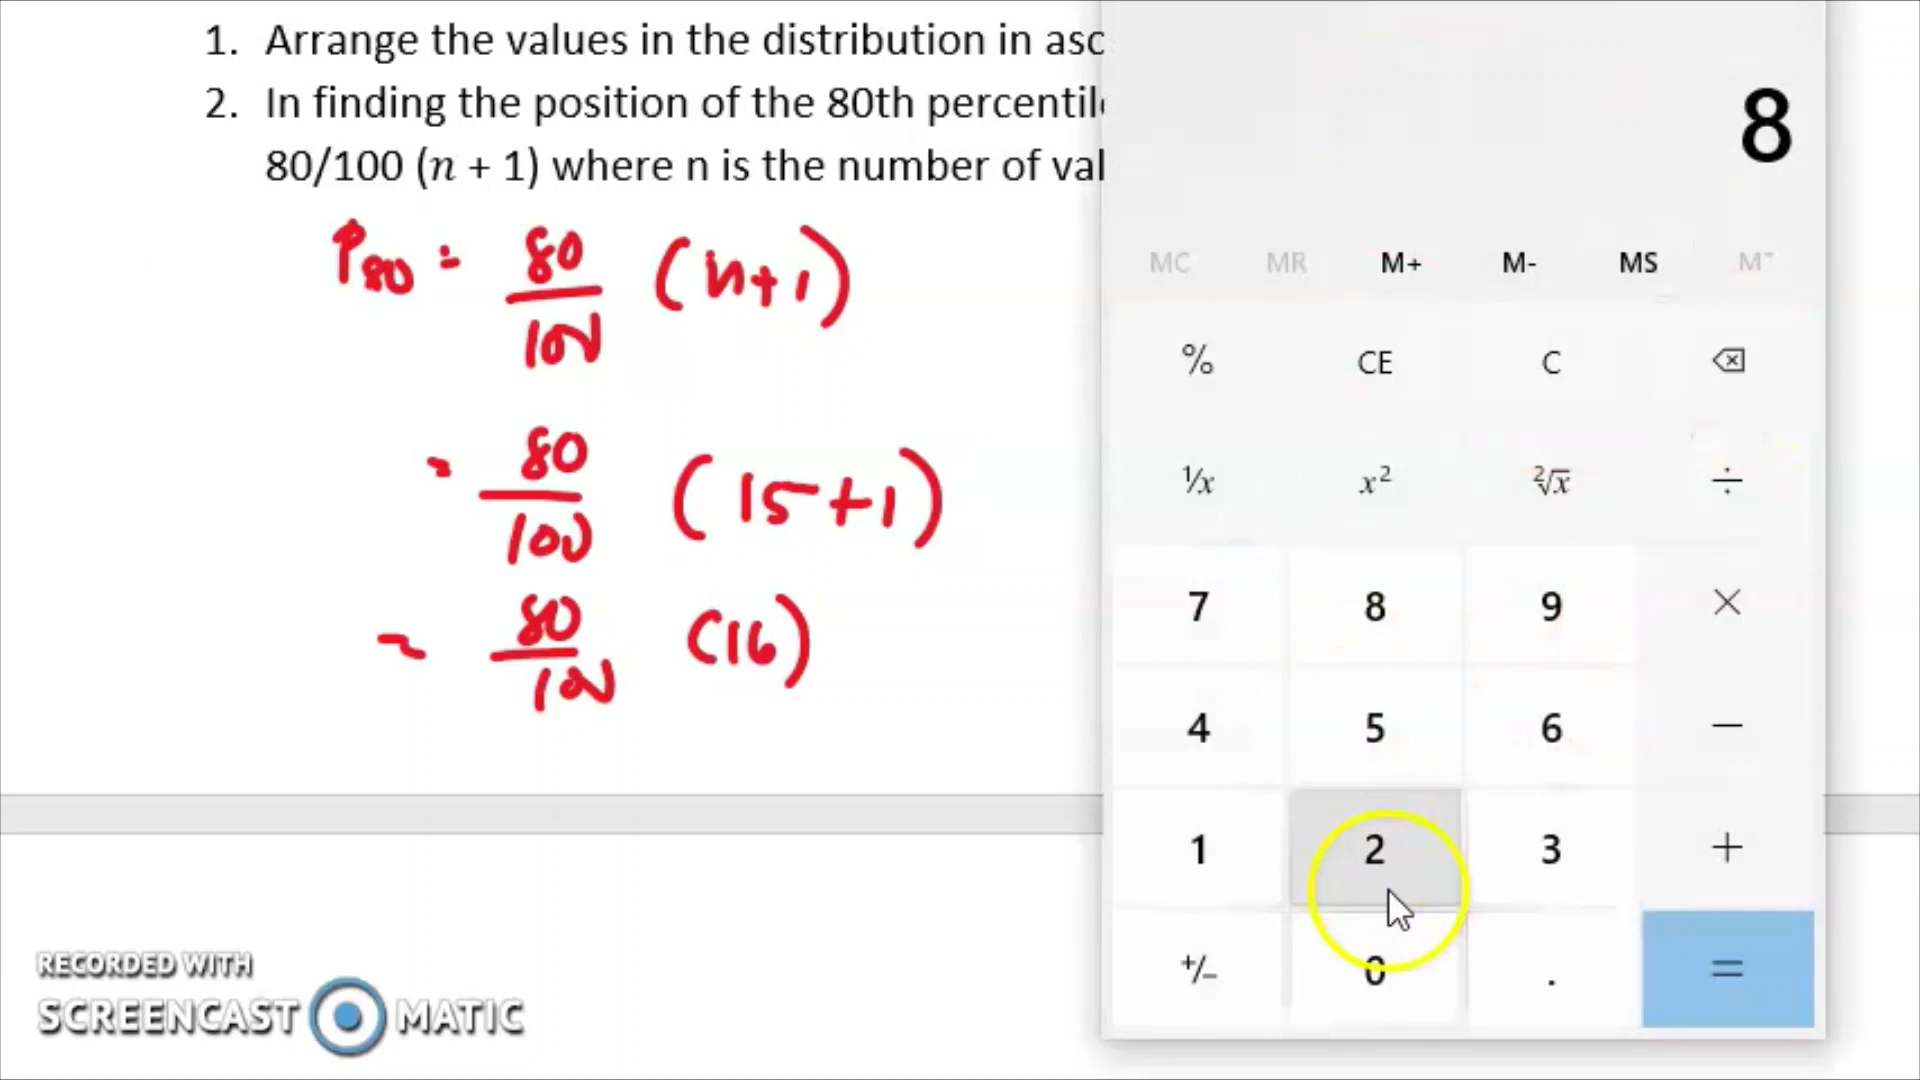 1. Arrange the values in the distribution in asc
2. In finding the position of the 80th percentil
80/100 (n + 1) where n is the number of val
P80 = 80/100 (n+1)
= 80/100 (15+1)
= 80/100 (16)
8
MC MR M+ M- MS M˅
% CE C ⌫
¹/x x² ²√x ÷
7 8 9 ×
4 5 6 −
1 2 3 +
+/− 0 . =
RECORDED WITH
SCREENCAST MATIC